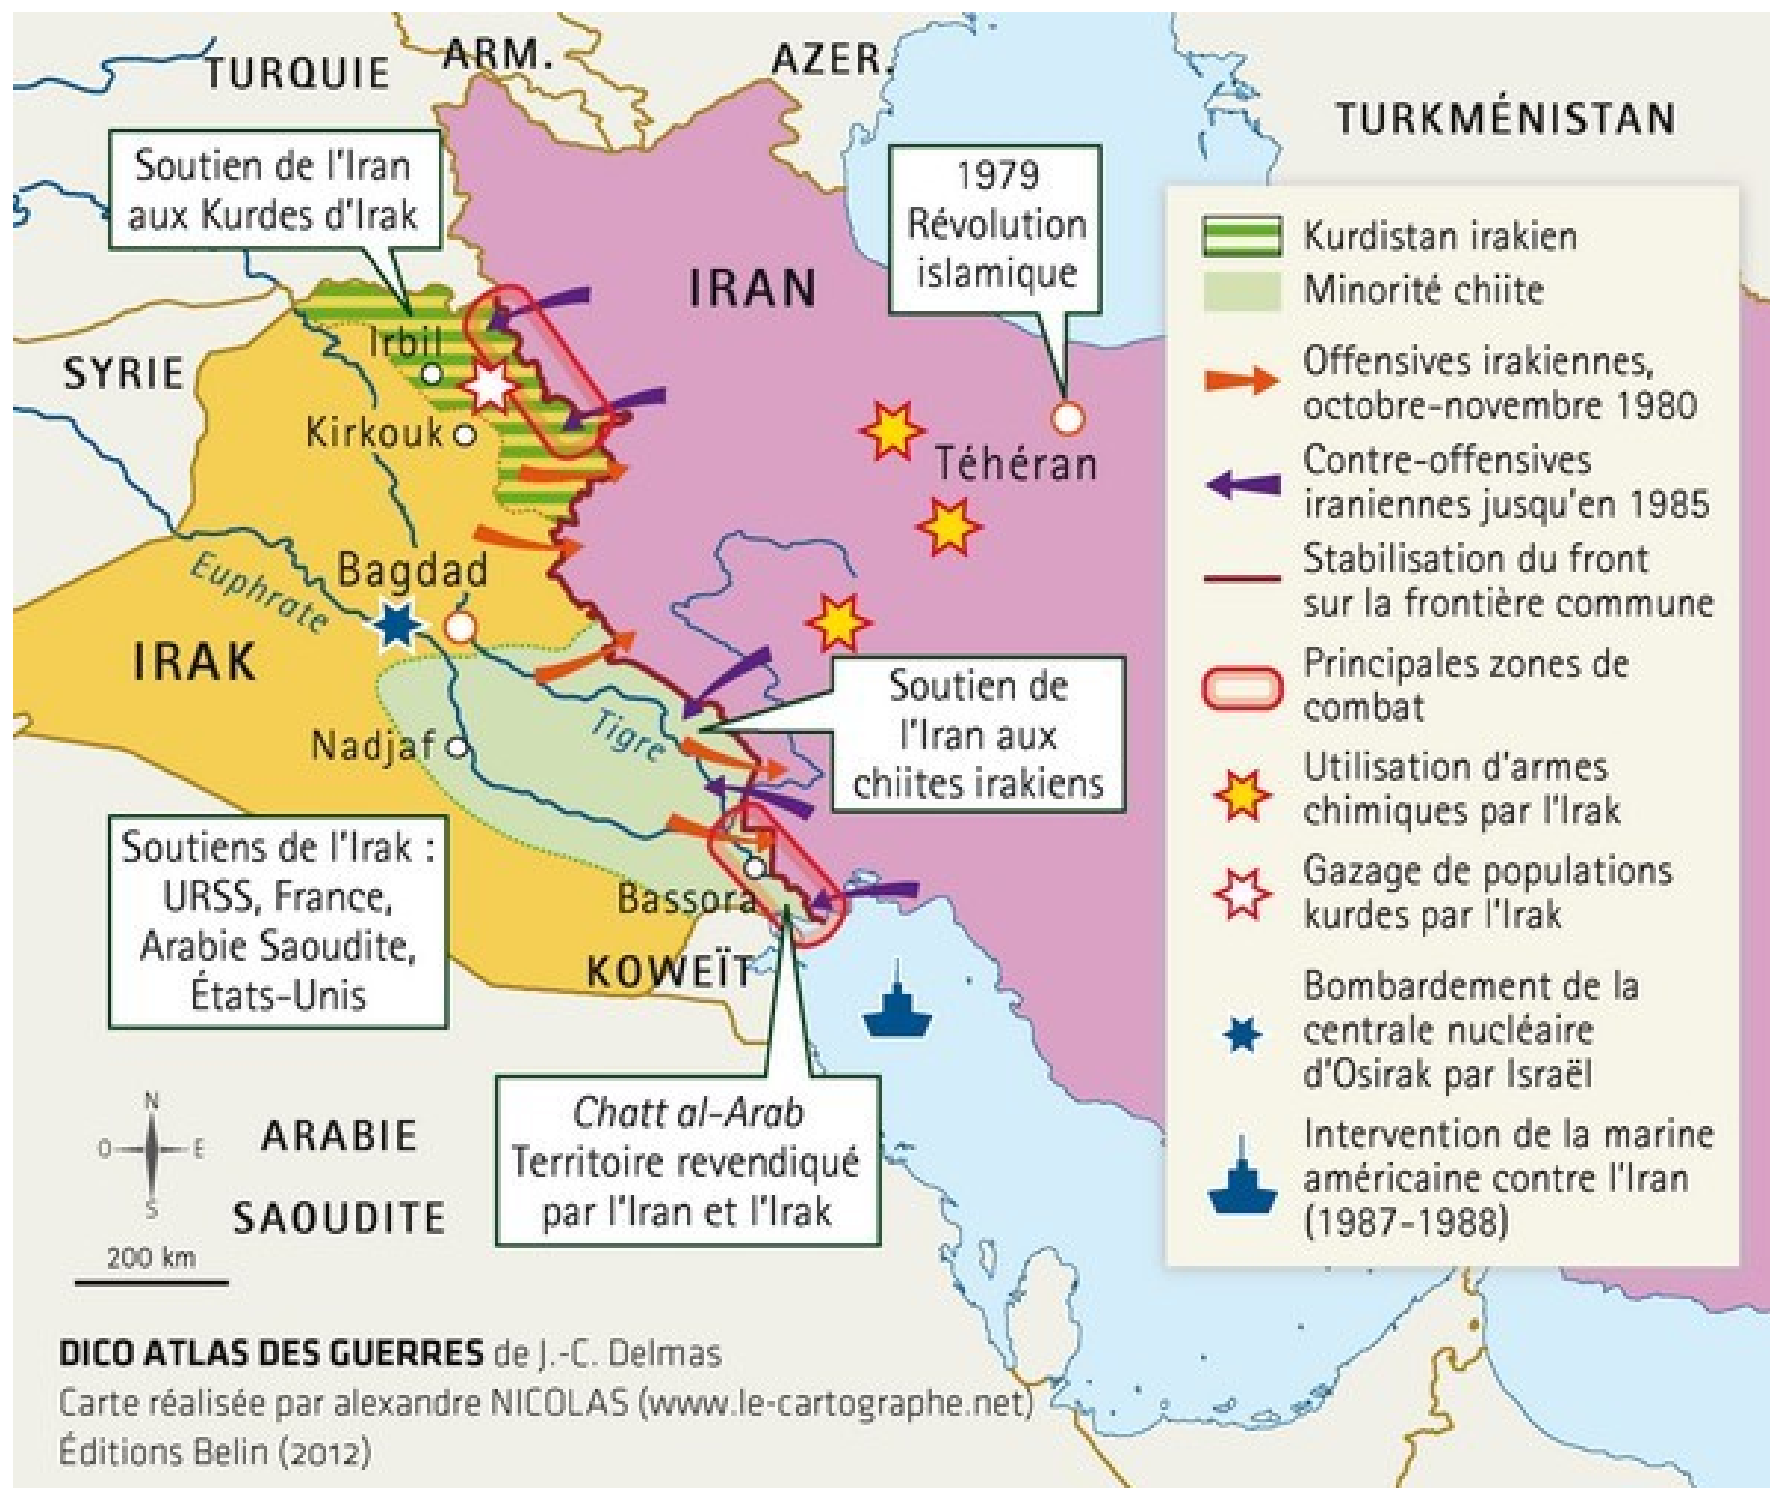 TURQUIE
ARM.
AZER.
TURKMÉNISTAN
Soutien de l'Iran
aux Kurdes d'Irak
1979
Révolution
islamique
IRAN
SYRIE
Irbil
Kirkouk
Téhéran
Euphrate
Bagdad
IRAK
Nadjaf
Tigre
Soutien de
l'Iran aux
chiites irakiens
Soutiens de l'Irak :
URSS, France,
Arabie Saoudite,
États-Unis
Bassora
KOWEÏT
Chatt al-Arab
Territoire revendiqué
par l'Iran et l'Irak
N
O
E
S
ARABIE
SAOUDITE
200 km
Kurdistan irakien
Minorité chiite
Offensives irakiennes,
octobre-novembre 1980
Contre-offensives
iraniennes jusqu'en 1985
Stabilisation du front
sur la frontière commune
Principales zones de
combat
Utilisation d'armes
chimiques par l'Irak
Gazage de populations
kurdes par l'Irak
Bombardement de la
centrale nucléaire
d'Osirak par Israël
Intervention de la marine
américaine contre l'Iran
(1987-1988)
DICO ATLAS DES GUERRES de J.-C. Delmas
Carte réalisée par alexandre NICOLAS (www.le-cartographe.net)
Éditions Belin (2012)